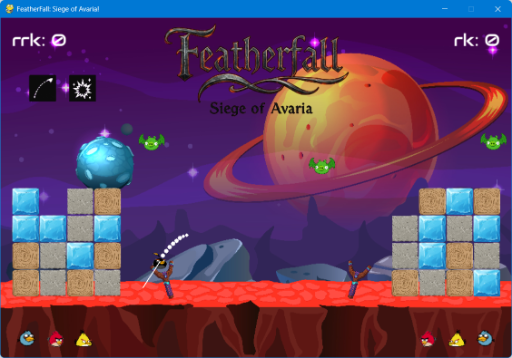 FeatherFall: Siege of Avaria!
rrk: 0
rk: 0
Featherfall
Siege of Avaria